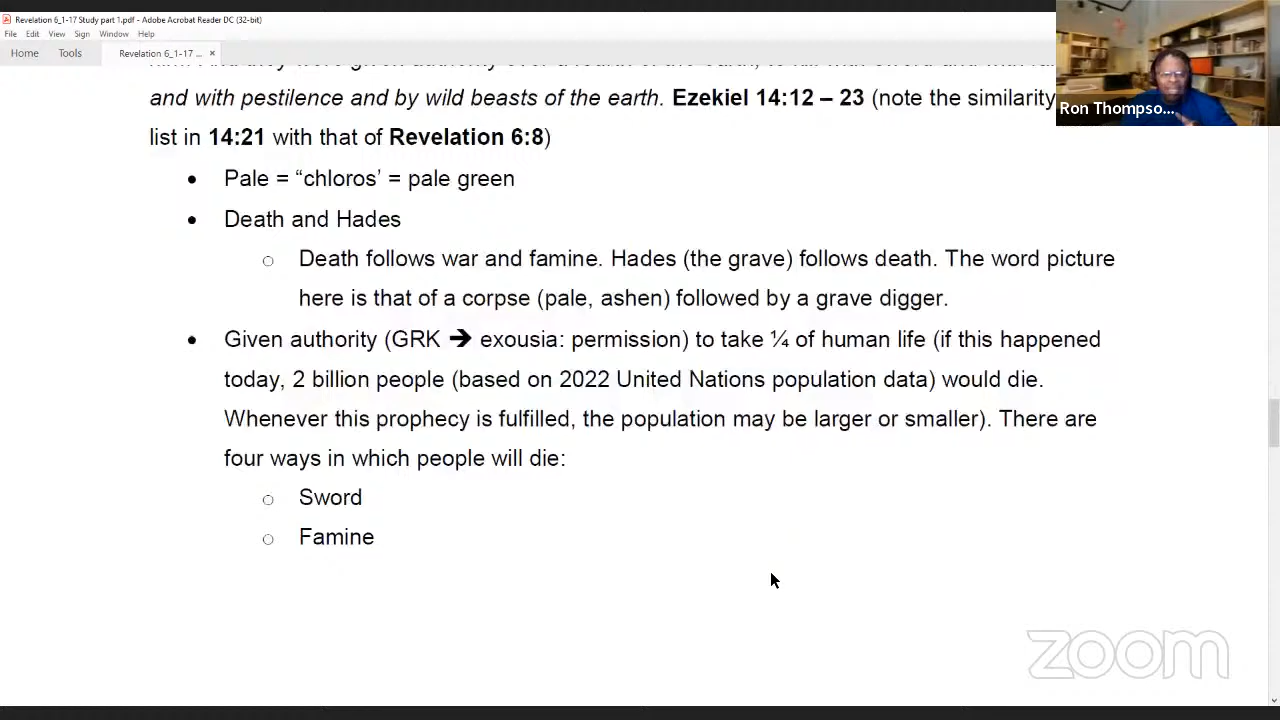 Revelation 6_1-17 Study part 1.pdf - Adobe Acrobat Reader DC (32-bit)
File Edit View Sign Window Help
Home Tools Revelation 6_1-17 ... ×
and with pestilence and by wild beasts of the earth. Ezekiel 14:12 – 23 (note the similarity
list in 14:21 with that of Revelation 6:8)
• Pale = “chloros’ = pale green
• Death and Hades
○ Death follows war and famine. Hades (the grave) follows death. The word picture
here is that of a corpse (pale, ashen) followed by a grave digger.
• Given authority (GRK ➔ exousia: permission) to take ¼ of human life (if this happened
today, 2 billion people (based on 2022 United Nations population data) would die.
Whenever this prophecy is fulfilled, the population may be larger or smaller). There are
four ways in which people will die:
○ Sword
○ Famine
Ron Thompso...
zoom